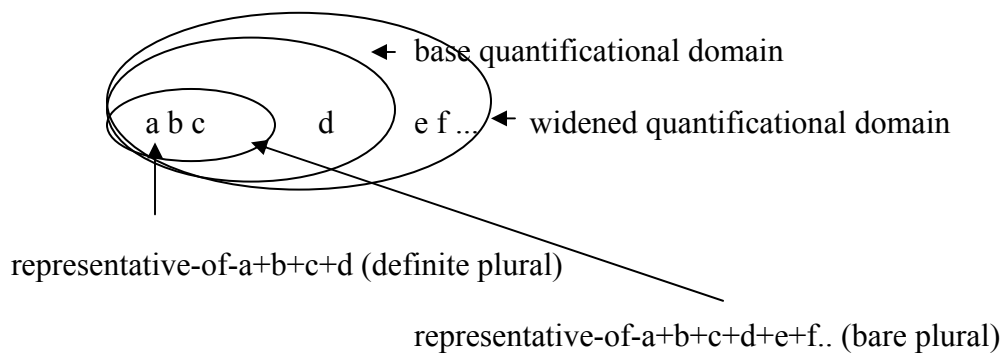 base quantificational domain
a b c d e f ... widened quantificational domain
representative-of-a+b+c+d (definite plural)
representative-of-a+b+c+d+e+f.. (bare plural)